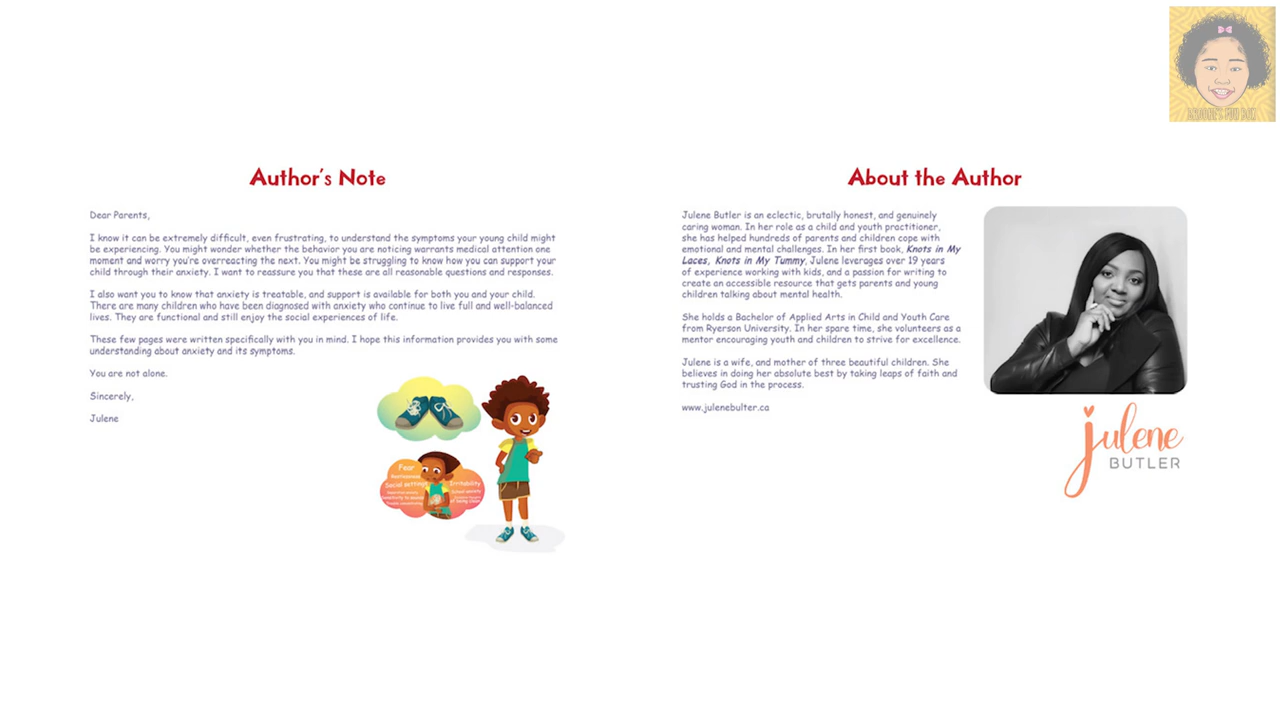 Author's Note
Dear Parents,
I know it can be extremely difficult, even frustrating, to understand the symptoms your young child might
be experiencing. You might wonder whether the behavior you are noticing warrants medical attention one
moment and worry you're overreacting the next. You might be struggling to know how you can support your
child through their anxiety. I want to reassure you that these are all reasonable questions and responses.
I also want you to know that anxiety is treatable, and support is available for both you and your child.
There are many children who have been diagnosed with anxiety who continue to live full and well-balanced
lives. They are functional and still enjoy the social experiences of life.
These few pages were written specifically with you in mind. I hope this information provides you with some
understanding about anxiety and its symptoms.
You are not alone.
Sincerely,
Julene
Fear
Restlessness
Social settings
Irritability
School anxiety
About the Author
Julene Butler is an eclectic, brutally honest, and genuinely
caring woman. In her role as a child and youth practitioner,
she has helped hundreds of parents and children cope with
emotional and mental challenges. In her first book, Knots in My
Laces, Knots in My Tummy, Julene leverages over 19 years
of experience working with kids, and a passion for writing to
create an accessible resource that gets parents and young
children talking about mental health.
She holds a Bachelor of Applied Arts in Child and Youth Care
from Ryerson University. In her spare time, she volunteers as a
mentor encouraging youth and children to strive for excellence.
Julene is a wife, and mother of three beautiful children. She
believes in doing her absolute best by taking leaps of faith and
trusting God in the process.
www.julenebulter.ca
julene
BUTLER